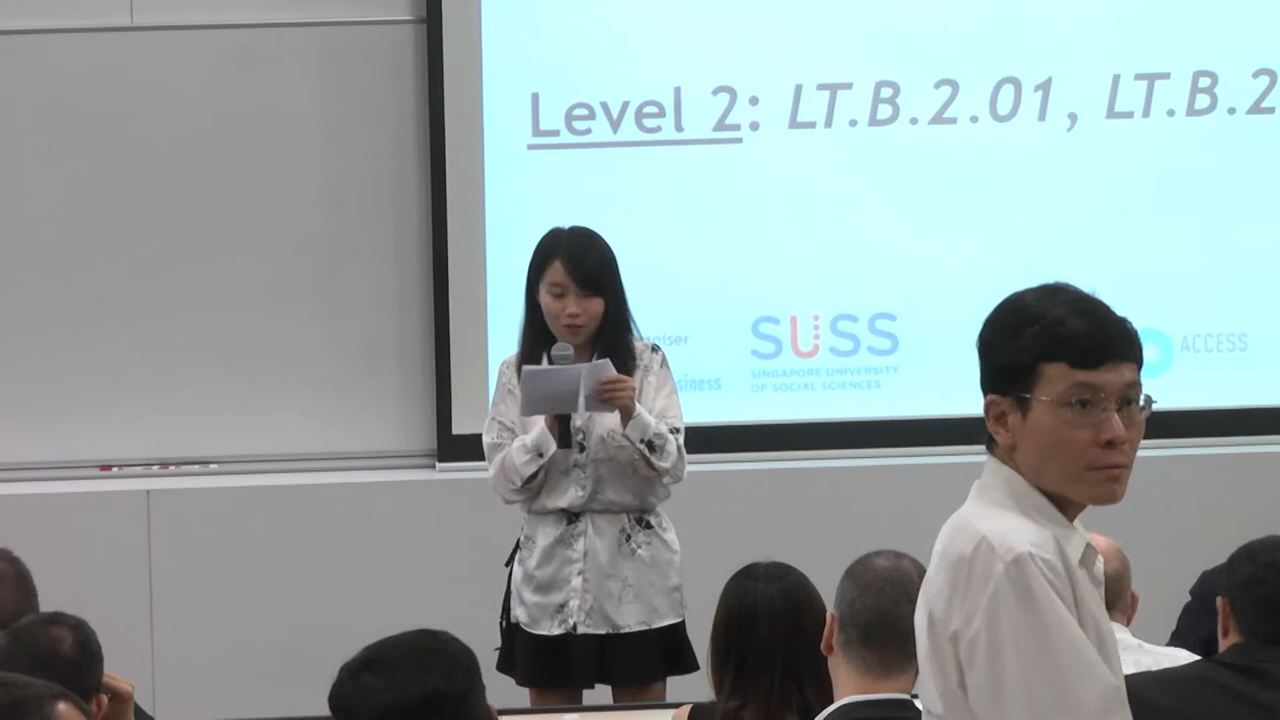 Level 2: LT.B.2.01, LT.B.2
SUSS
SINGAPORE UNIVERSITY
OF SOCIAL SCIENCES
ACCESS